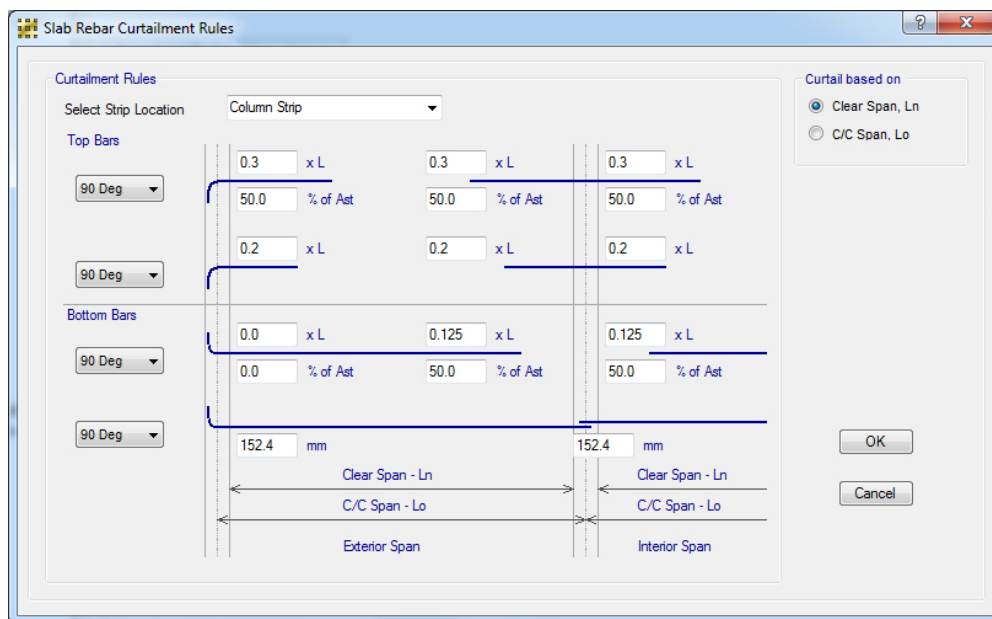 Slab Rebar Curtailment Rules
Curtailment Rules
Curtail based on
Select Strip Location Column Strip
Clear Span, Ln
C/C Span, Lo
Top Bars
0.3 x L 0.3 x L 0.3 x L
90 Deg
50.0 % of Ast 50.0 % of Ast 50.0 % of Ast
0.2 x L 0.2 x L 0.2 x L
90 Deg
Bottom Bars
0.0 x L 0.125 x L 0.125 x L
90 Deg
0.0 % of Ast 50.0 % of Ast 50.0 % of Ast
90 Deg
152.4 mm 152.4 mm
OK
Clear Span - Ln Clear Span - Ln
Cancel
C/C Span - Lo C/C Span - Lo
Exterior Span Interior Span